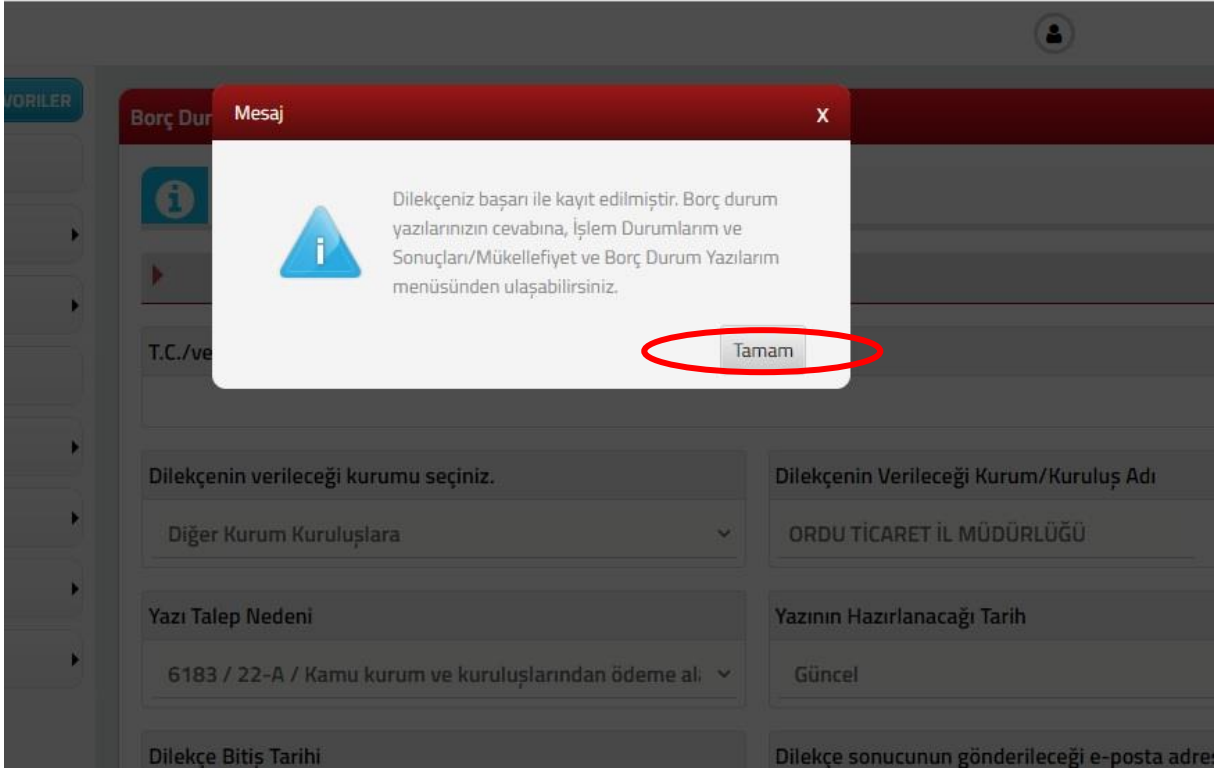 VORILER
Borç Dur
Mesaj
X
Dilekçeniz başarı ile kayıt edilmiştir. Borç durum
yazılarınızın cevabına, İşlem Durumlarım ve
Sonuçları/Mükellefiyet ve Borç Durum Yazılarım
menüsünden ulaşabilirsiniz.
Tamam
T.C./ve
Dilekçenin verileceği kurumu seçiniz.
Dilekçenin Verileceği Kurum/Kuruluş Adı
Diğer Kurum Kuruluşlara
ORDU TİCARET İL MÜDÜRLÜĞÜ
Yazı Talep Nedeni
Yazının Hazırlanacağı Tarih
6183 / 22-A / Kamu kurum ve kuruluşlarından ödeme al
Güncel
Dilekçe Bitiş Tarihi
Dilekçe sonucunun gönderileceği e-posta adres